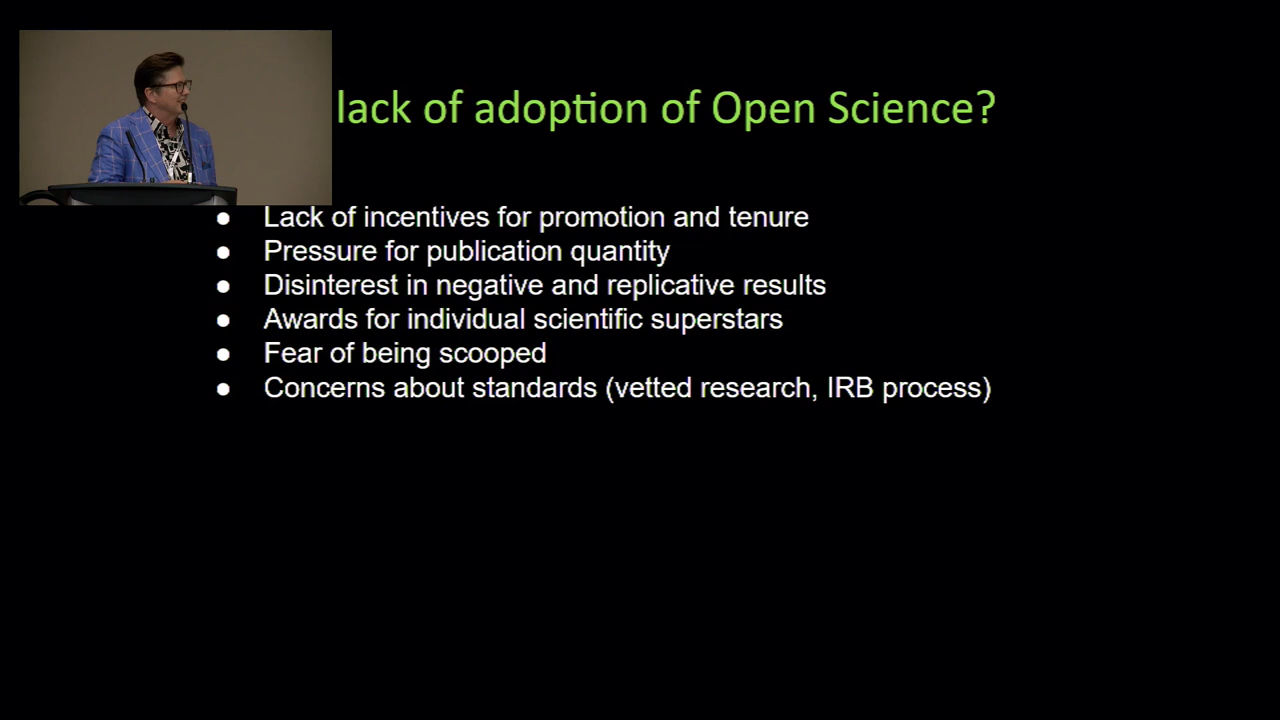 lack of adoption of Open Science?
● Lack of incentives for promotion and tenure
● Pressure for publication quantity
● Disinterest in negative and replicative results
● Awards for individual scientific superstars
● Fear of being scooped
● Concerns about standards (vetted research, IRB process)